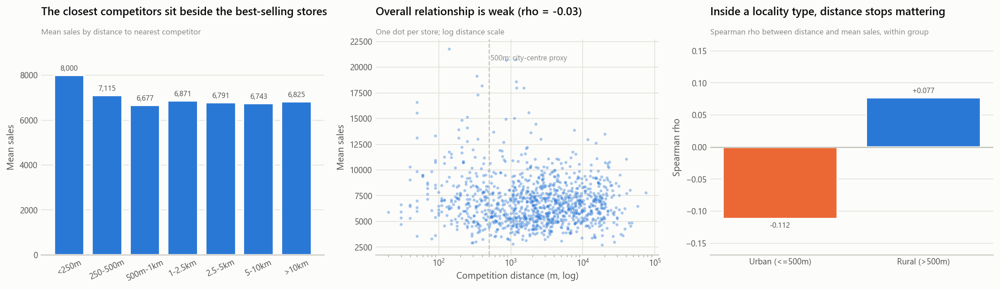 The closest competitors sit beside the best-selling stores
Mean sales by distance to nearest competitor
Mean sales
8000
6000
4000
2000
0
8,000
7,115
6,677
6,871
6,791
6,743
6,825
<250m
250-500m
500m-1km
1-2.5km
2.5-5km
5-10km
>10km
Overall relationship is weak (rho = -0.03)
One dot per store; log distance scale
Mean sales
22500
20000
17500
15000
12500
10000
7500
5000
2500
500m: city-centre proxy
10²
10³
10⁴
10⁵
Competition distance (m, log)
Inside a locality type, distance stops mattering
Spearman rho between distance and mean sales, within group
Spearman rho
0.15
0.10
0.05
0.00
−0.05
−0.10
−0.15
+0.077
-0.112
Urban (<=500m)
Rural (>500m)